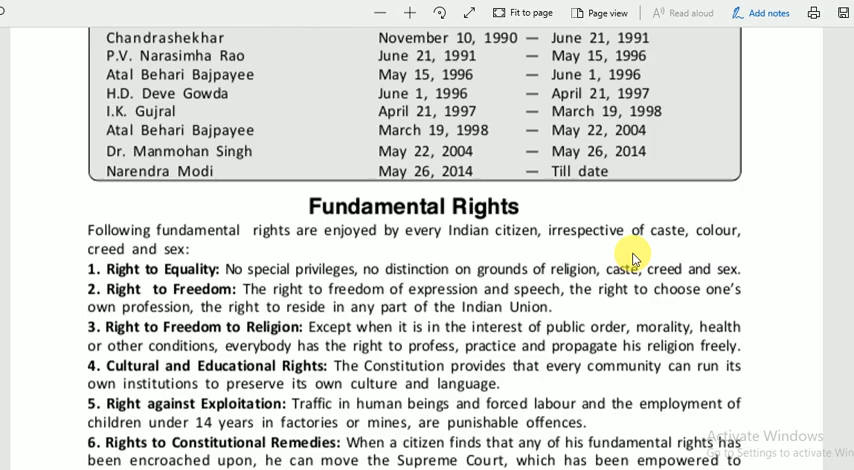 Fit to page Page view Read aloud Add notes
Chandrashekhar November 10, 1990 — June 21, 1991
P.V. Narasimha Rao June 21, 1991 — May 15, 1996
Atal Behari Bajpayee May 15, 1996 — June 1, 1996
H.D. Deve Gowda June 1, 1996 — April 21, 1997
I.K. Gujral April 21, 1997 — March 19, 1998
Atal Behari Bajpayee March 19, 1998 — May 22, 2004
Dr. Manmohan Singh May 22, 2004 — May 26, 2014
Narendra Modi May 26, 2014 — Till date
Fundamental Rights
Following fundamental rights are enjoyed by every Indian citizen, irrespective of caste, colour,
creed and sex:
1. Right to Equality: No special privileges, no distinction on grounds of religion, caste, creed and sex.
2. Right to Freedom: The right to freedom of expression and speech, the right to choose one's
own profession, the right to reside in any part of the Indian Union.
3. Right to Freedom to Religion: Except when it is in the interest of public order, morality, health
or other conditions, everybody has the right to profess, practice and propagate his religion freely.
4. Cultural and Educational Rights: The Constitution provides that every community can run its
own institutions to preserve its own culture and language.
5. Right against Exploitation: Traffic in human beings and forced labour and the employment of
children under 14 years in factories or mines, are punishable offences.
6. Rights to Constitutional Remedies: When a citizen finds that any of his fundamental rights has
been encroached upon, he can move the Supreme Court, which has been empowered to
Activate Windows
Go to Settings to activate Win